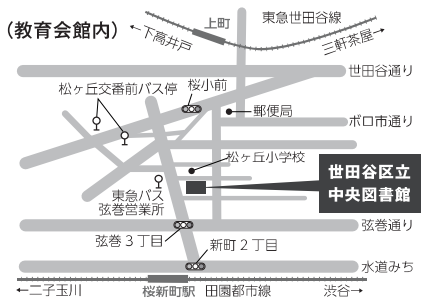 （教育会館内）
上町
東急世田谷線
下高井戸
三軒茶屋
世田谷通り
松ヶ丘交番前バス停
桜小前
郵便局
ボロ市通り
松ヶ丘小学校
世田谷区立
中央図書館
東急バス
弦巻営業所
弦巻通り
弦巻3丁目
新町2丁目
水道みち
二子玉川
桜新町駅
田園都市線
渋谷